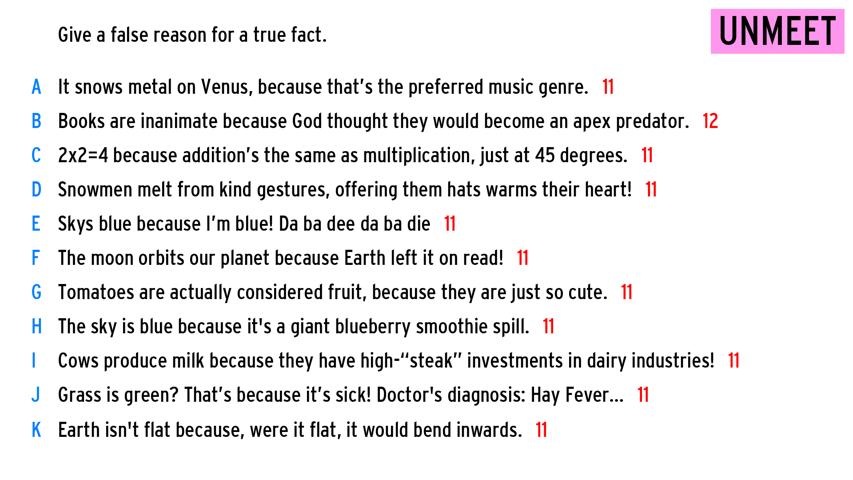 Give a false reason for a true fact.
UNMEET
A It snows metal on Venus, because that's the preferred music genre. 11
B Books are inanimate because God thought they would become an apex predator. 12
C 2x2=4 because addition's the same as multiplication, just at 45 degrees. 11
D Snowmen melt from kind gestures, offering them hats warms their heart! 11
E Skys blue because I'm blue! Da ba dee da ba die 11
F The moon orbits our planet because Earth left it on read! 11
G Tomatoes are actually considered fruit, because they are just so cute. 11
H The sky is blue because it's a giant blueberry smoothie spill. 11
I Cows produce milk because they have high-“steak” investments in dairy industries! 11
J Grass is green? That's because it's sick! Doctor's diagnosis: Hay Fever... 11
K Earth isn't flat because, were it flat, it would bend inwards. 11